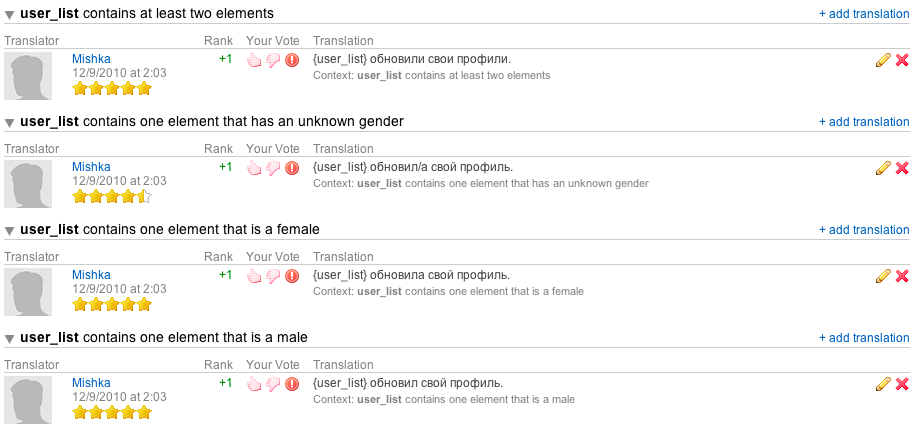 user_list contains at least two elements + add translation
Translator Rank Your Vote Translation
Mishka +1 {user_list} обновили свои профили.
12/9/2010 at 2:03 Context: user_list contains at least two elements
user_list contains one element that has an unknown gender + add translation
Translator Rank Your Vote Translation
Mishka +1 {user_list} обновил/а свой профиль.
12/9/2010 at 2:03 Context: user_list contains one element that has an unknown gender
user_list contains one element that is a female + add translation
Translator Rank Your Vote Translation
Mishka +1 {user_list} обновила свой профиль.
12/9/2010 at 2:03 Context: user_list contains one element that is a female
user_list contains one element that is a male + add translation
Translator Rank Your Vote Translation
Mishka +1 {user_list} обновил свой профиль.
12/9/2010 at 2:03 Context: user_list contains one element that is a male